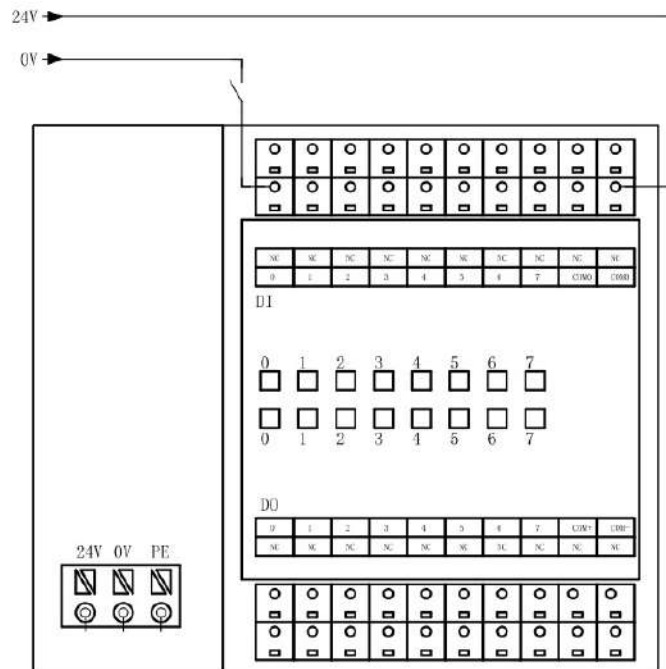 24V
0V
NC NC NC NC NC NC NC NC NC NC
0 1 2 3 4 5 6 7 COM0 COM0
DI
0 1 2 3 4 5 6 7
0 1 2 3 4 5 6 7
DO
0 1 2 3 4 5 6 7 COM+ COM-
NC NC NC NC NC NC NC NC NC NC
24V 0V PE